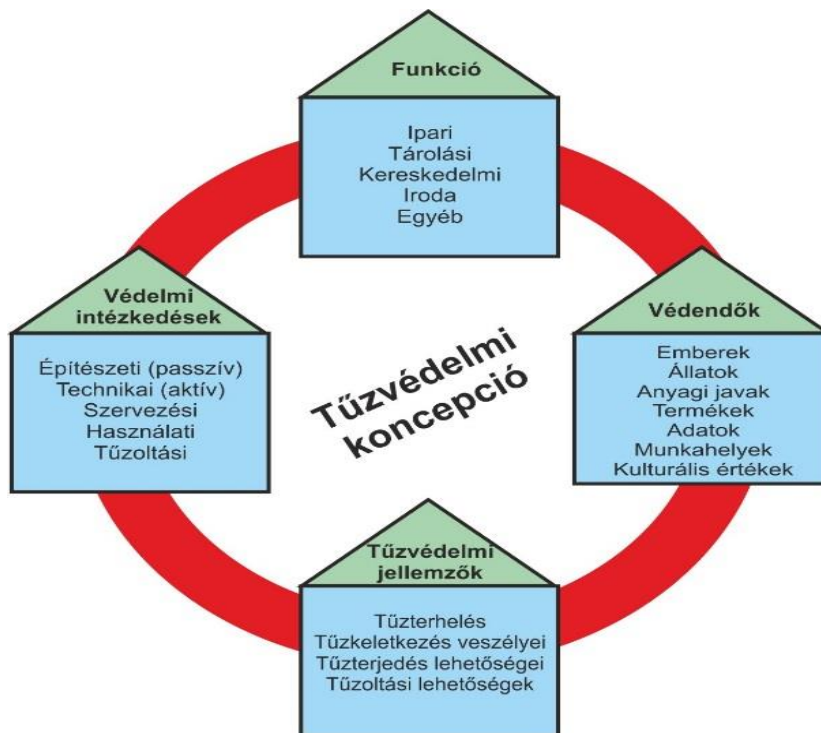 Funkció
Ipari
Tárolási
Kereskedelmi
Iroda
Egyéb
Védelmi
intézkedések
Építészeti (passzív)
Technikai (aktív)
Szervezési
Használati
Tűzoltási
Tűzvédelmi
koncepció
Védendők
Emberek
Állatok
Anyagi javak
Termékek
Adatok
Munkahelyek
Kulturális értékek
Tűzvédelmi
jellemzők
Tűzterhelés
Tűzkeletkezés veszélyei
Tűzterjedés lehetőségei
Tűzoltási lehetőségek